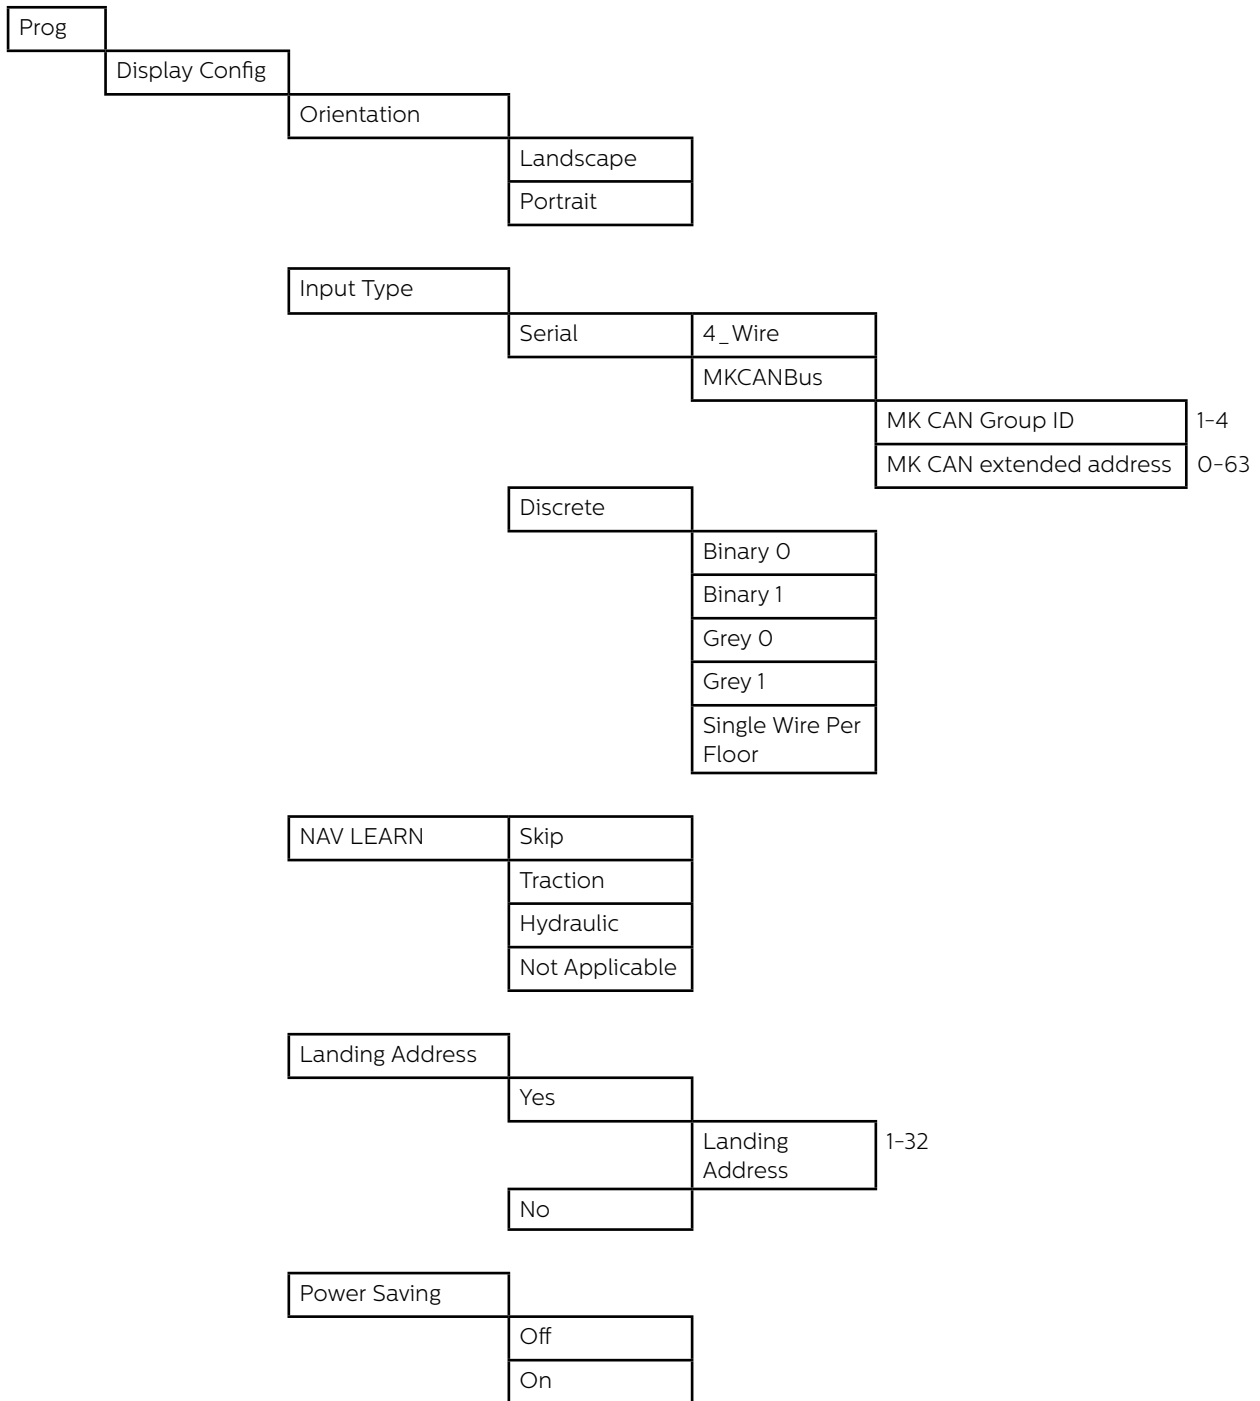 Prog
Display Config
Orientation
Landscape
Portrait
Input Type
Serial 4_Wire
MKCANBus
MK CAN Group ID 1-4
MK CAN extended address 0-63
Discrete
Binary 0
Binary 1
Grey 0
Grey 1
Single Wire Per
Floor
NAV LEARN Skip
Traction
Hydraulic
Not Applicable
Landing Address
Yes
Landing 1-32
Address
No
Power Saving
Off
On